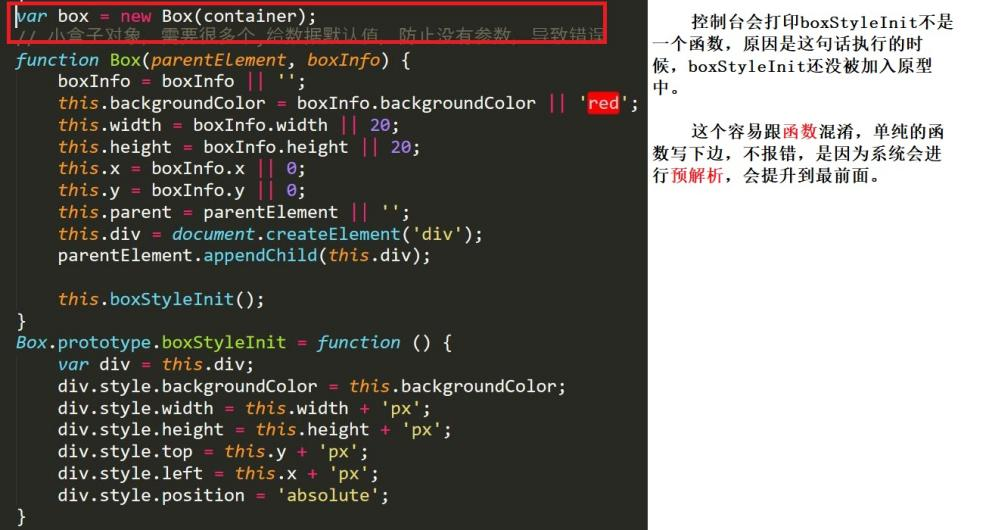 var box = new Box(container);
// 小盒子对象，需要很多个，给数据默认值，防止没有参数，导致错误
function Box(parentElement, boxInfo) {
boxInfo = boxInfo || '';
this.backgroundColor = boxInfo.backgroundColor || 'red';
this.width = boxInfo.width || 20;
this.height = boxInfo.height || 20;
this.x = boxInfo.x || 0;
this.y = boxInfo.y || 0;
this.parent = parentElement || '';
this.div = document.createElement('div');
parentElement.appendChild(this.div);
this.boxStyleInit();
}
Box.prototype.boxStyleInit = function () {
var div = this.div;
div.style.backgroundColor = this.backgroundColor;
div.style.width = this.width + 'px';
div.style.height = this.height + 'px';
div.style.top = this.y + 'px';
div.style.left = this.x + 'px';
div.style.position = 'absolute';
}
控制台会打印boxStyleInit不是
一个函数，原因是这句话执行的时
候，boxStyleInit还没被加入原型
中。
这个容易跟函数混淆，单纯的函
数写下边，不报错，是因为系统会进
行预解析，会提升到最前面。